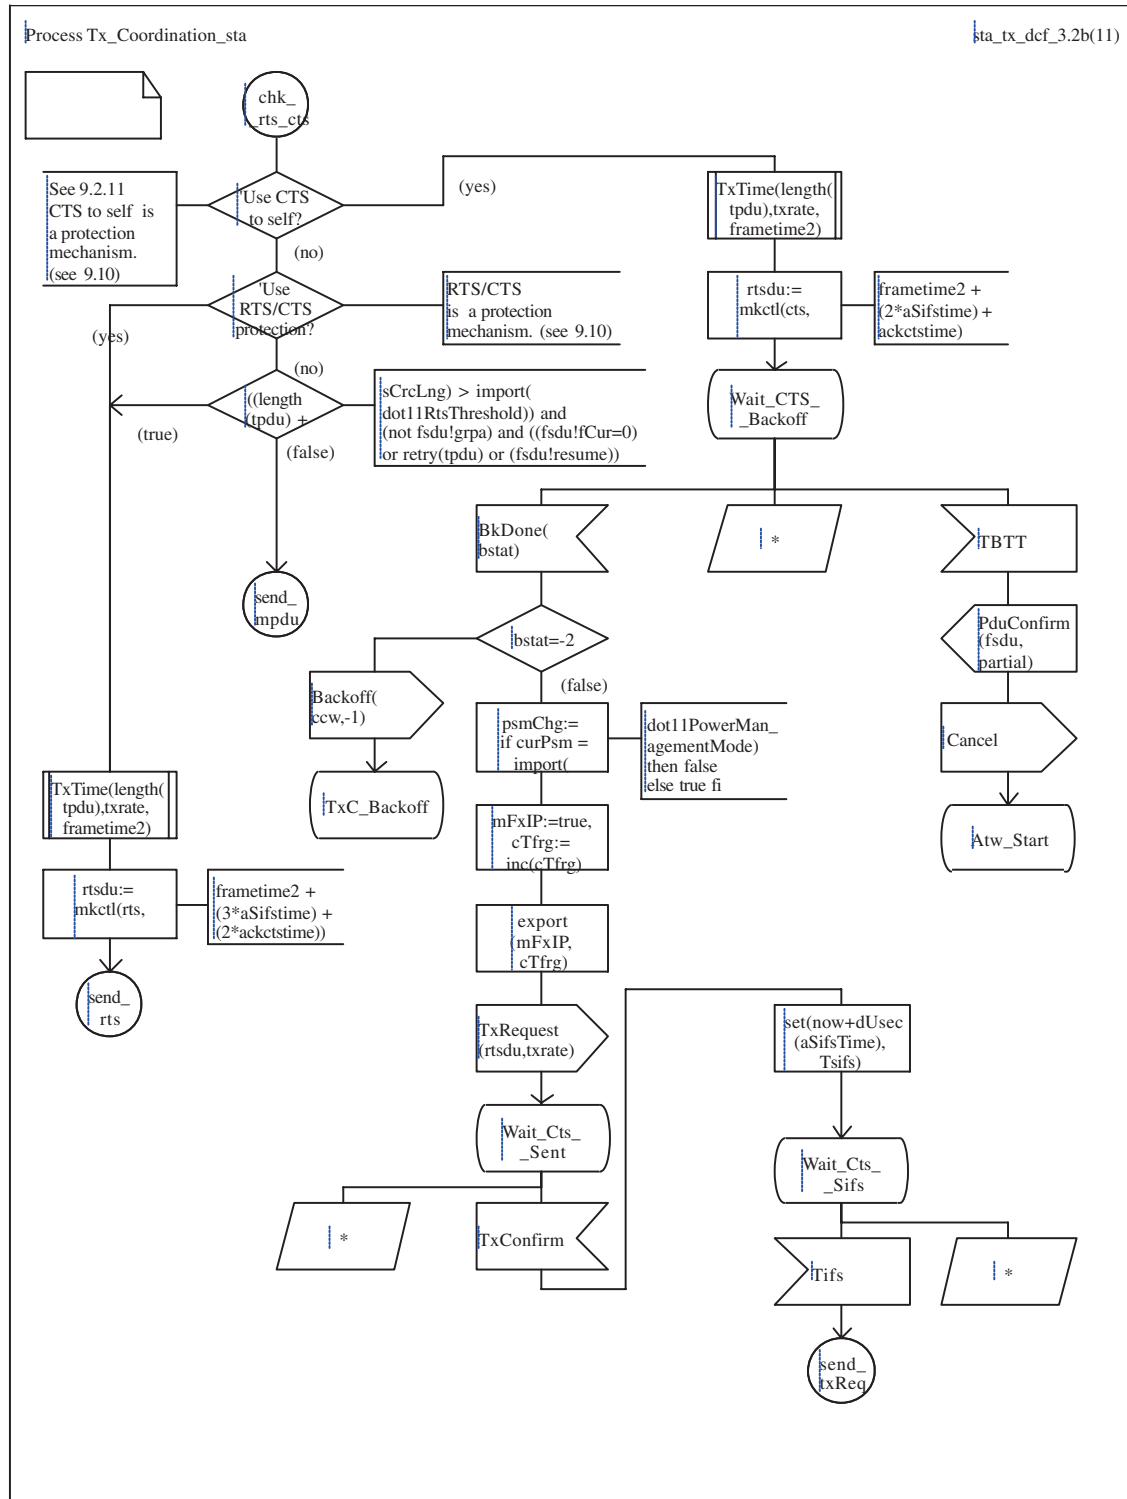 Process Tx_Coordination_sta
sta_tx_dcf_3.2b(11)
chk_
_rts_cts
See 9.2.11
CTS to self is
a protection
mechanism.
(see 9.10)
'Use CTS
to self?
(yes)
(no)
TxTime(length(
tpdu),txrate,
frametime2)
'Use
RTS/CTS
protection?
RTS/CTS
is a protection
mechanism. (see 9.10)
rtsdu:=
mkctl(cts,
frametime2 +
(2*aSifstime) +
ackctstime)
(yes)
(no)
((length
(tpdu) +
sCrcLng) > import(
dot11RtsThreshold)) and
(not fsdu!grpa) and ((fsdu!fCur=0)
or retry(tpdu) or (fsdu!resume))
(true)
(false)
Wait_CTS_
_Backoff
BkDone(
bstat)
*
TBTT
send_
mpdu
bstat=-2
PduConfirm
(fsdu,
partial)
(false)
Backoff(
ccw,-1)
psmChg:=
if curPsm =
import(
dot11PowerMan_
agementMode)
then false
else true fi
Cancel
TxTime(length(
tpdu),txrate,
frametime2)
TxC_Backoff
mFxIP:=true,
cTfrg:=
inc(cTfrg)
Atw_Start
rtsdu:=
mkctl(rts,
frametime2 +
(3*aSifstime) +
(2*ackctstime))
export
(mFxIP,
cTfrg)
send_
rts
TxRequest
(rtsdu,txrate)
set(now+dUsec
(aSifsTime),
Tsifs)
Wait_Cts_
_Sent
Wait_Cts_
_Sifs
*
TxConfirm
Tifs
*
send_
txReq